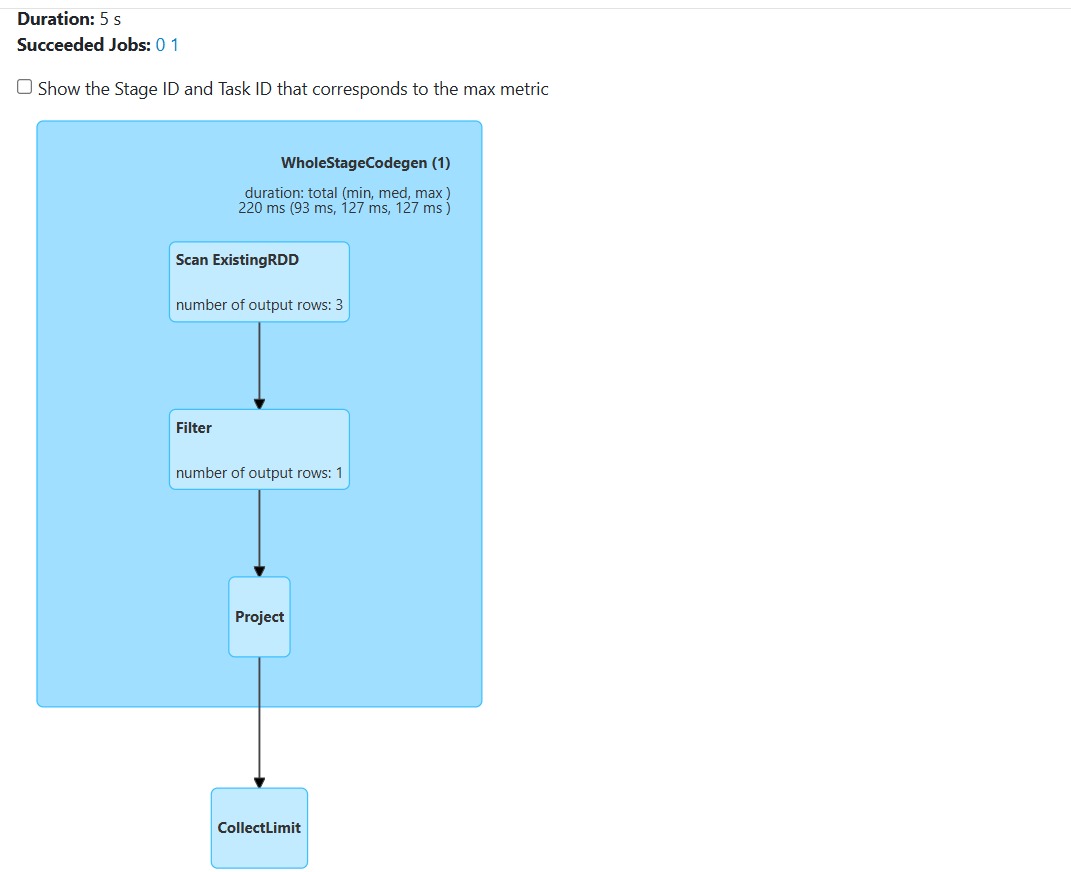 Duration: 5 s
Succeeded Jobs: 0 1
Show the Stage ID and Task ID that corresponds to the max metric
WholeStageCodegen (1)
duration: total (min, med, max )
220 ms (93 ms, 127 ms, 127 ms )
Scan ExistingRDD
number of output rows: 3
Filter
number of output rows: 1
Project
CollectLimit